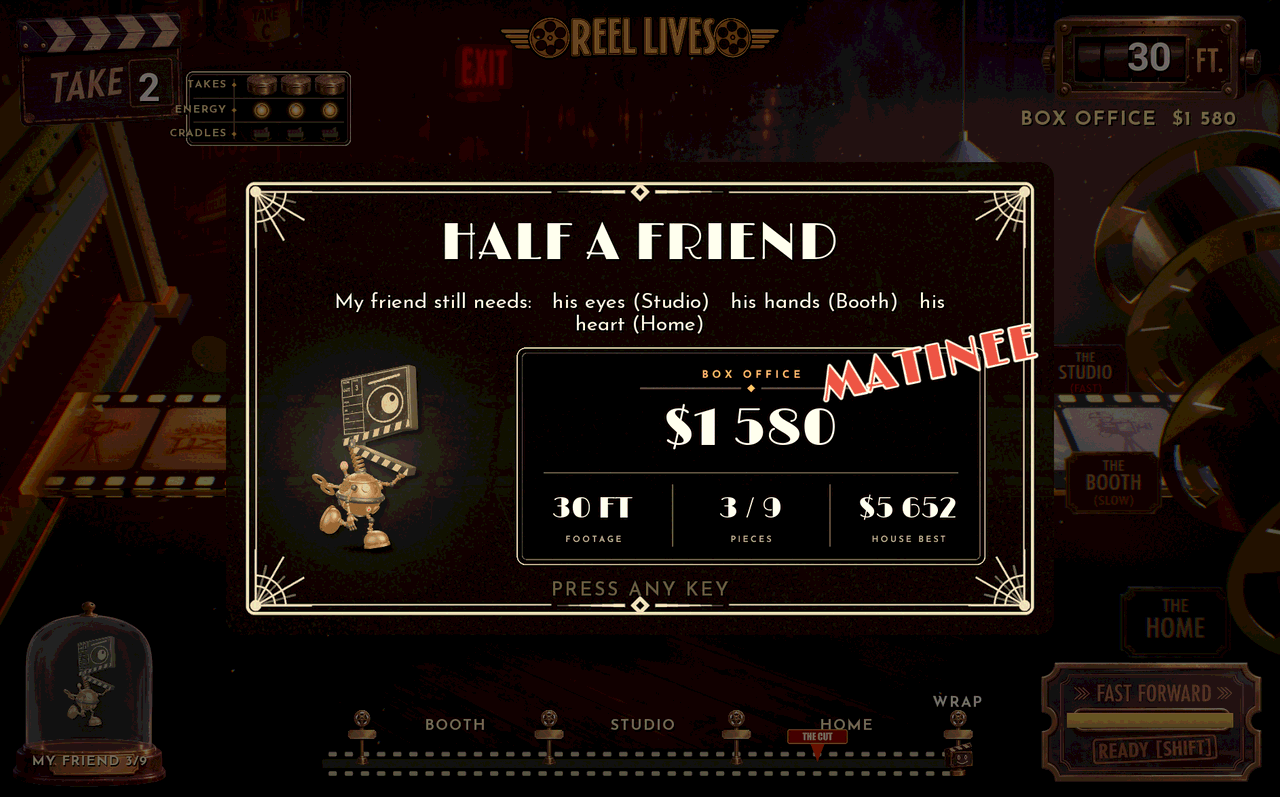 TAKE 2
TAKE C
TAKES
ENERGY
CRADLES
REEL LIVES
EXIT
30 FT.
BOX OFFICE $1 580
HALF A FRIEND
My friend still needs: his eyes (Studio) his hands (Booth) his
heart (Home)
MATINEE
BOX OFFICE
$1 580
30 FT
FOOTAGE
3 / 9
PIECES
$5 652
HOUSE BEST
PRESS ANY KEY
THE
STUDIO
(FAST)
THE
BOOTH
(SLOW)
THE
HOME
MY FRIEND 3/9
BOOTH
STUDIO
HOME
WRAP
THE CUT
FAST FORWARD
READY [SHIFT]